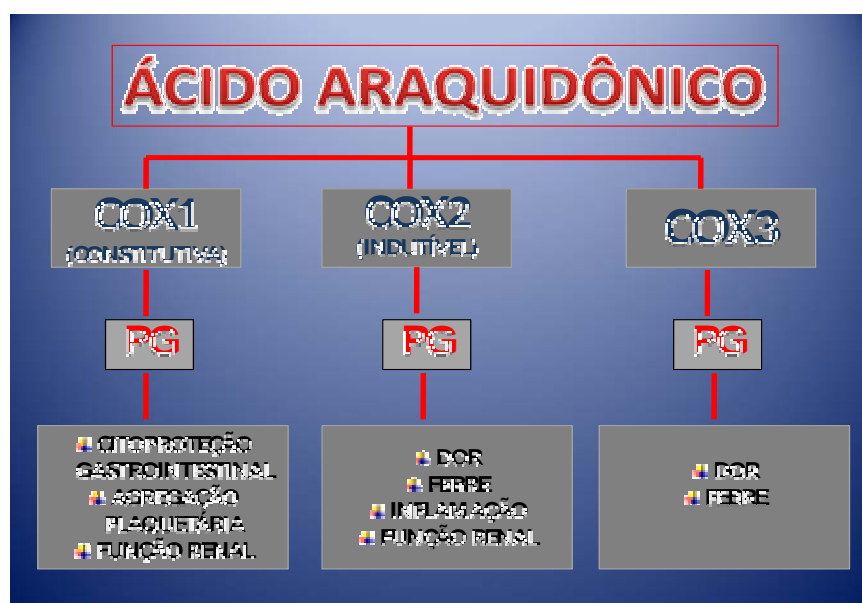 ÁCIDO ARAQUIDÔNICO
COX1
(CONSTITUTIVA)
COX2
(INDUTÍVEL)
COX3
PG
PG
PG
CITOPROTEÇÃO
GASTROINTESTINAL
AGREGAÇÃO
PLAQUETÁRIA
FUNÇÃO RENAL
DOR
FEBRE
INFLAMAÇÃO
FUNÇÃO RENAL
DOR
FEBRE